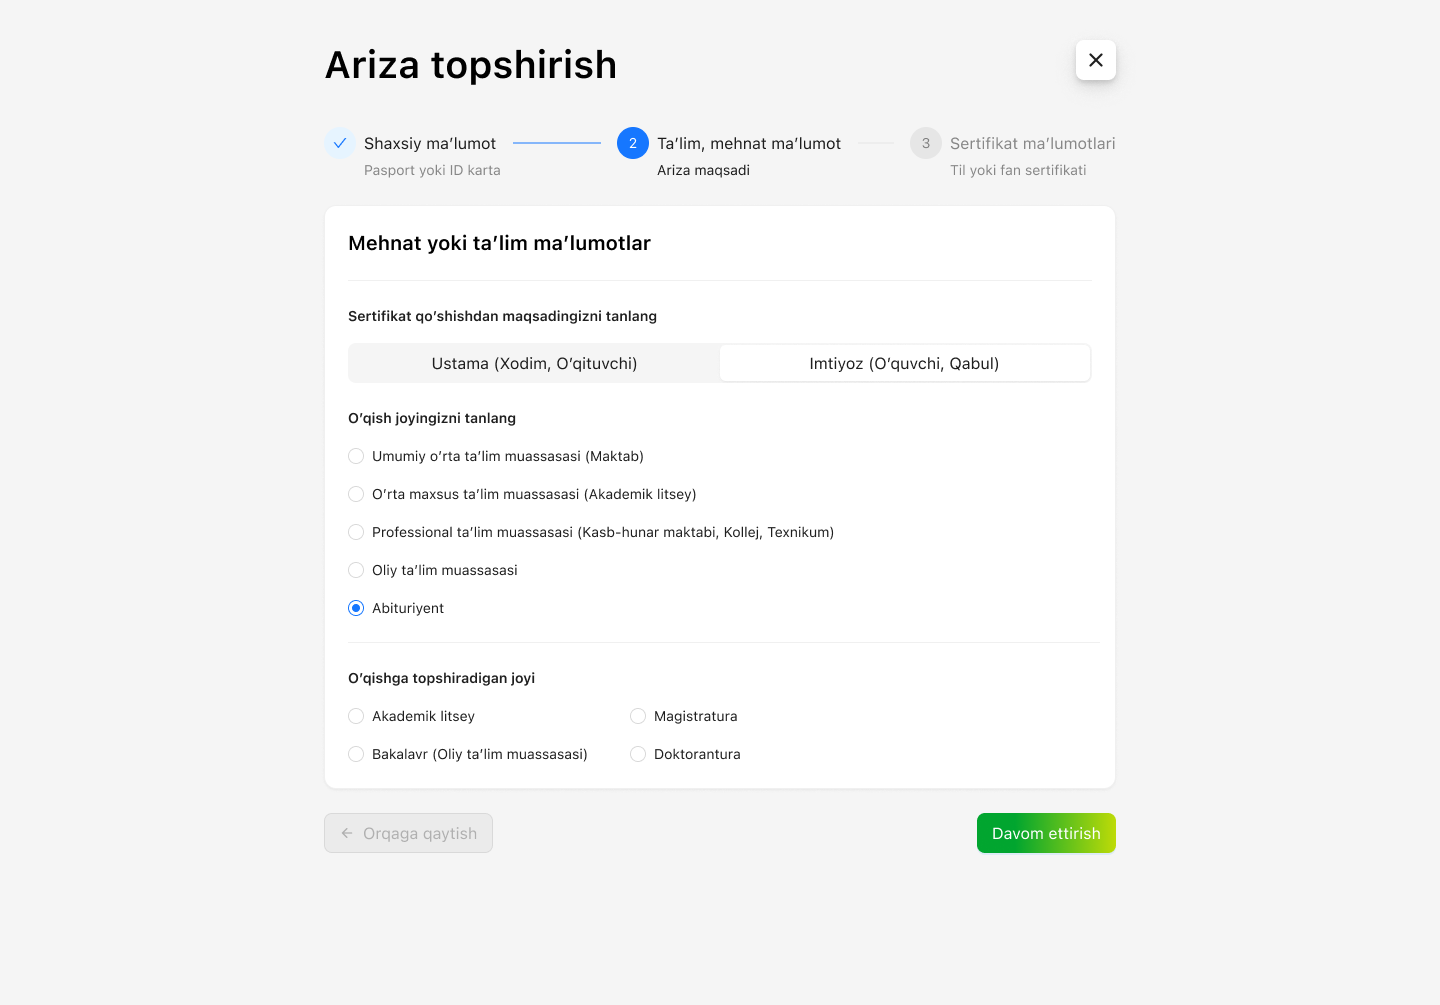 Ariza topshirish
Shaxsiy ma’lumot
Pasport yoki ID karta
2
Ta’lim, mehnat ma’lumot
Ariza maqsadi
3
Sertifikat ma’lumotlari
Til yoki fan sertifikati
Mehnat yoki ta’lim ma’lumotlar
Sertifikat qo’shishdan maqsadingizni tanlang
Ustama (Xodim, O’qituvchi)
Imtiyoz (O’quvchi, Qabul)
O’qish joyingizni tanlang
Umumiy o’rta ta’lim muassasasi (Maktab)
O’rta maxsus ta’lim muassasasi (Akademik litsey)
Professional ta’lim muassasasi (Kasb-hunar maktabi, Kollej, Texnikum)
Oliy ta’lim muassasasi
Abituriyent
O’qishga topshiradigan joyi
Akademik litsey
Magistratura
Bakalavr (Oliy ta’lim muassasasi)
Doktorantura
Orqaga qaytish
Davom ettirish